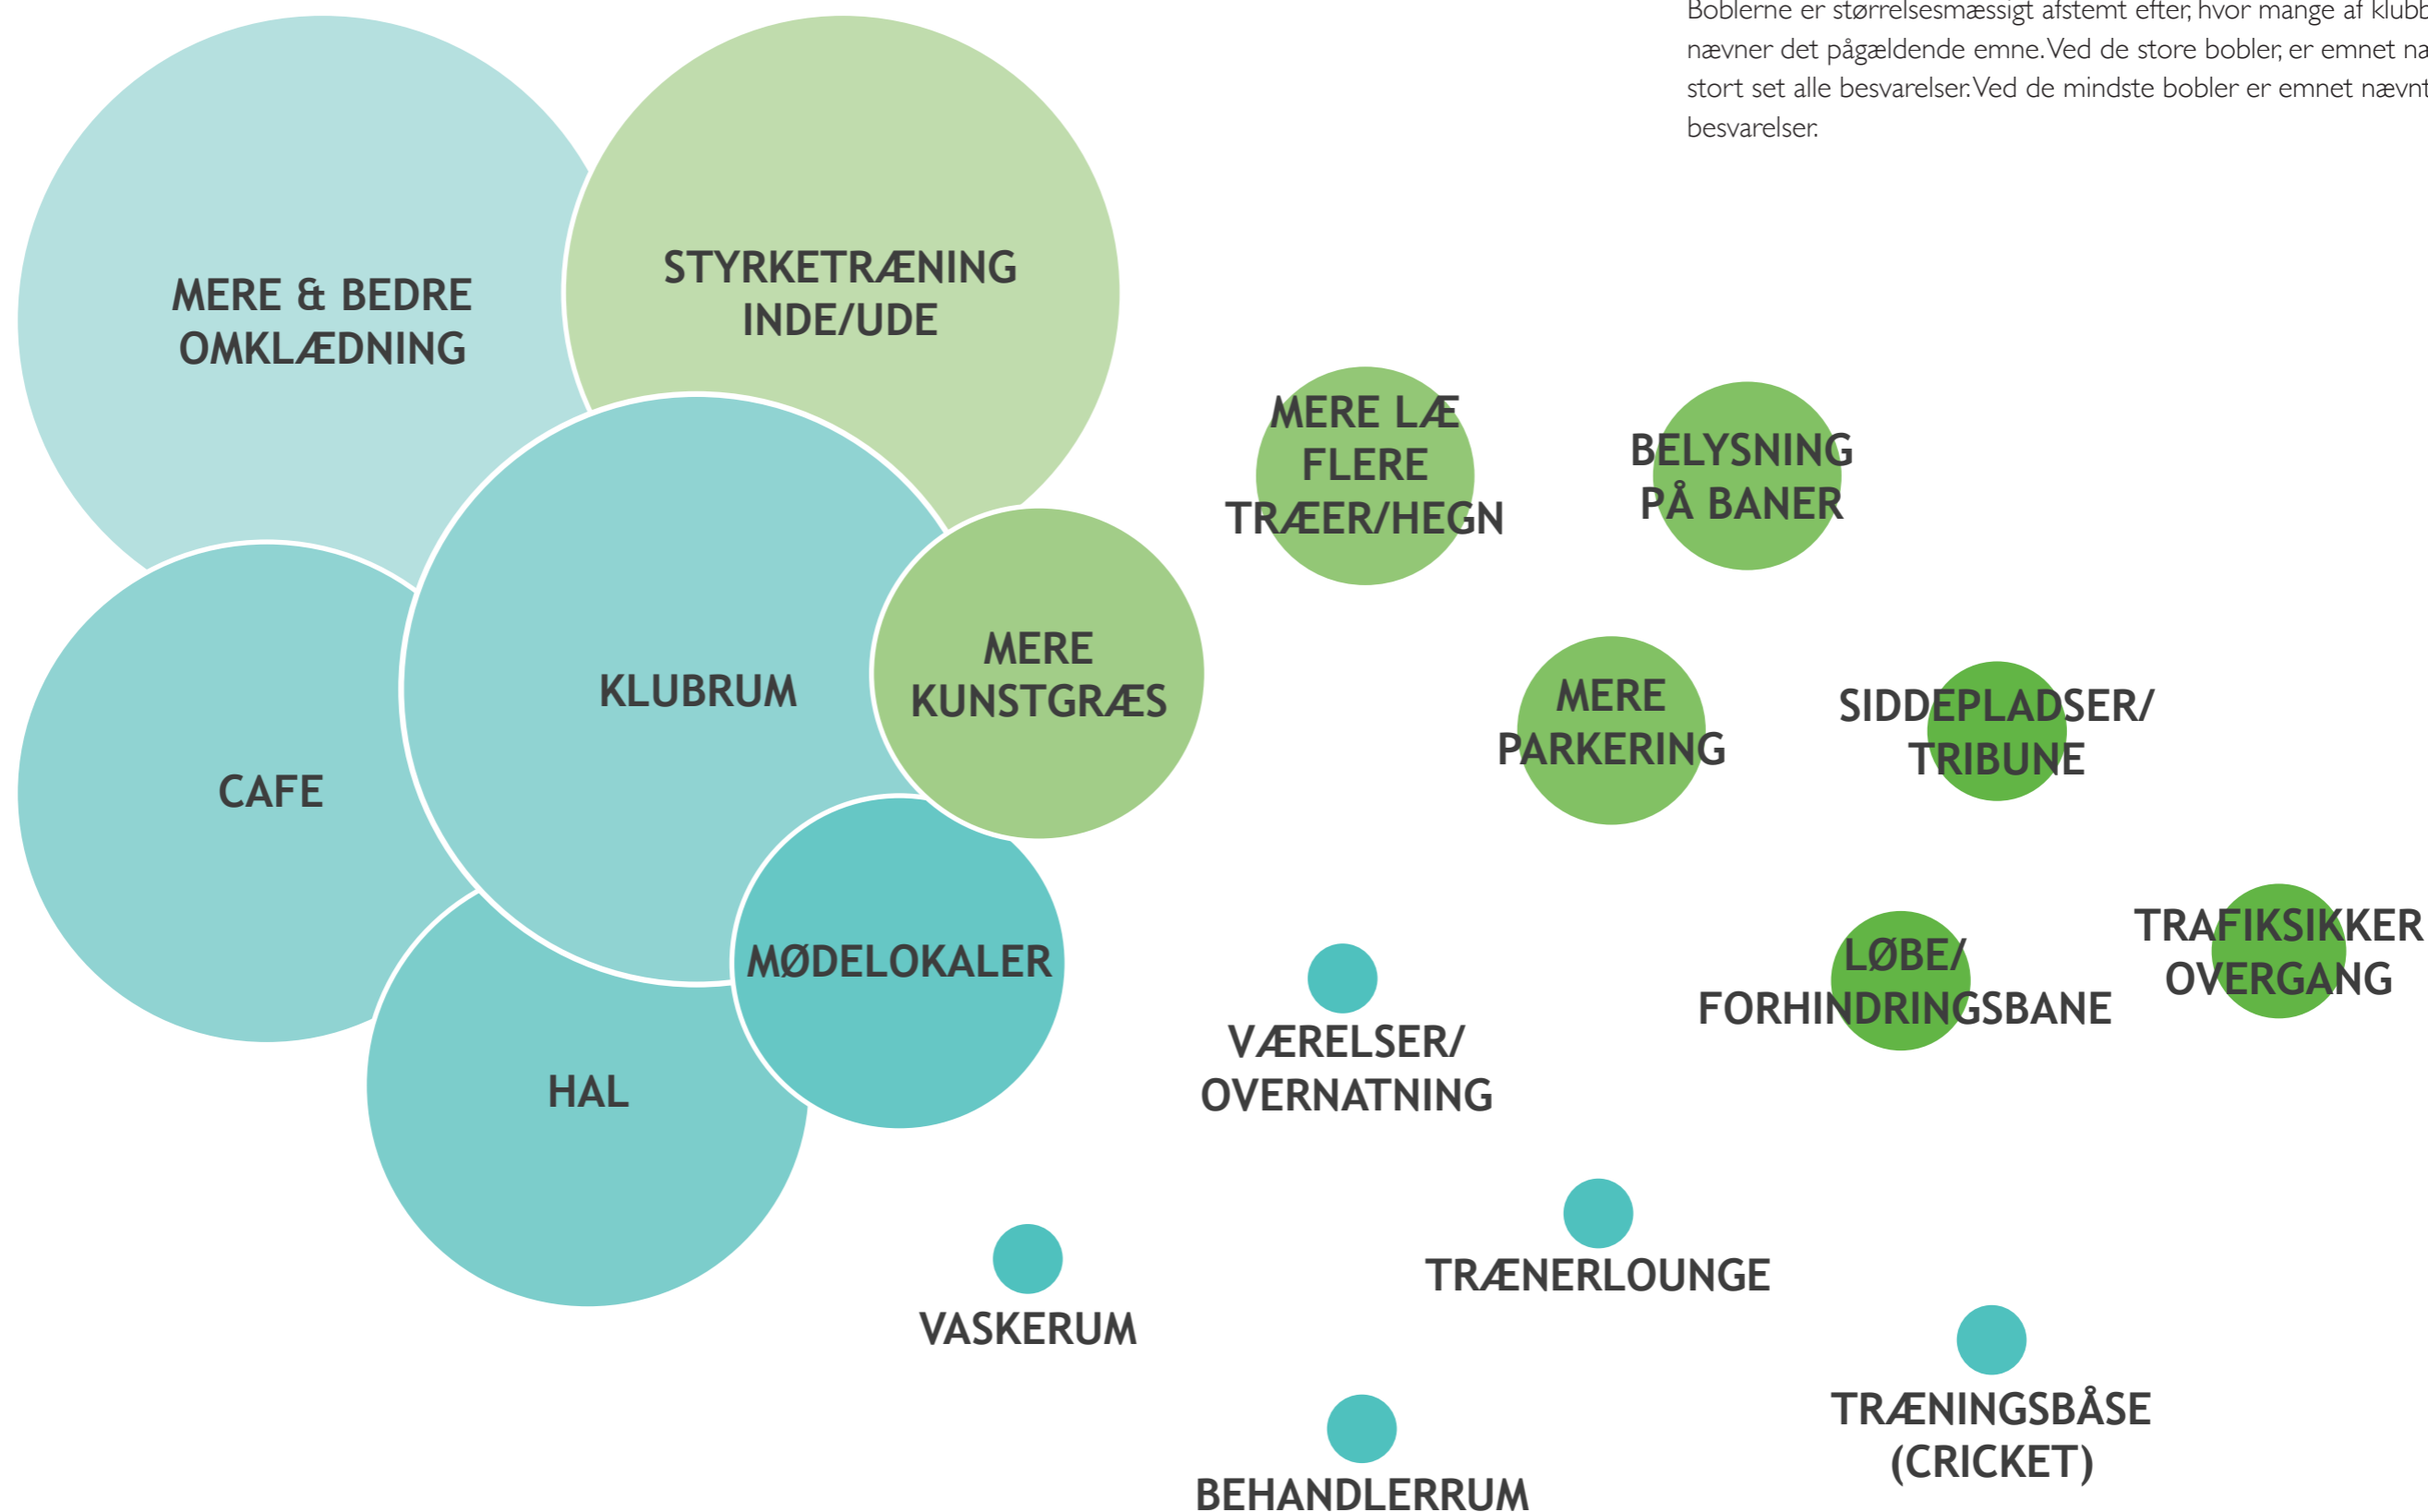 Boblerne er størrelsesmæssigt afstemt efter, hvor mange af
nævner det pågældende emne. Ved de store bobler, er emnet
stort set alle besvarelser. Ved de mindste bobler er emnet nævnt
besvarelser.
MERE & BEDRE
OMKLÆDNING
STYRKETRÆNING
INDE/UDE
MERE LÆ
FLERE
TRÆER/HEGN
BELYSNING
PÅ BANER
KLUBRUM
MERE
KUNSTGRÆS
MERE
PARKERING
SIDDEPLADSER/
TRIBUNE
CAFE
MØDELOKALER
LØBE/
FORHINDRINGSBANE
TRAFIKSIKKER
OVERGANG
VÆRELSER/
OVERNATNING
HAL
VASKERUM
TRÆNERLOUNGE
TRÆNINGSBÅSE
(CRICKET)
BEHANDLERRUM